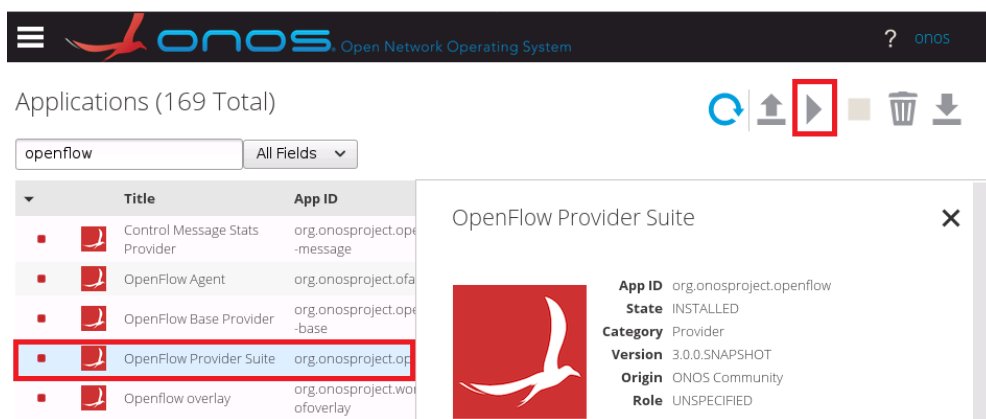 onos. Open Network Operating System ? onos
Applications (169 Total)
openflow All Fields
Title App ID
Control Message Stats org.onosproject.ope
Provider -message
OpenFlow Agent org.onosproject.ofa
OpenFlow Base Provider org.onosproject.ope
-base
OpenFlow Provider Suite org.onosproject.op
Openflow overlay org.onosproject.wor
ofoverlay
OpenFlow Provider Suite
App ID org.onosproject.openflow
State INSTALLED
Category Provider
Version 3.0.0.SNAPSHOT
Origin ONOS Community
Role UNSPECIFIED